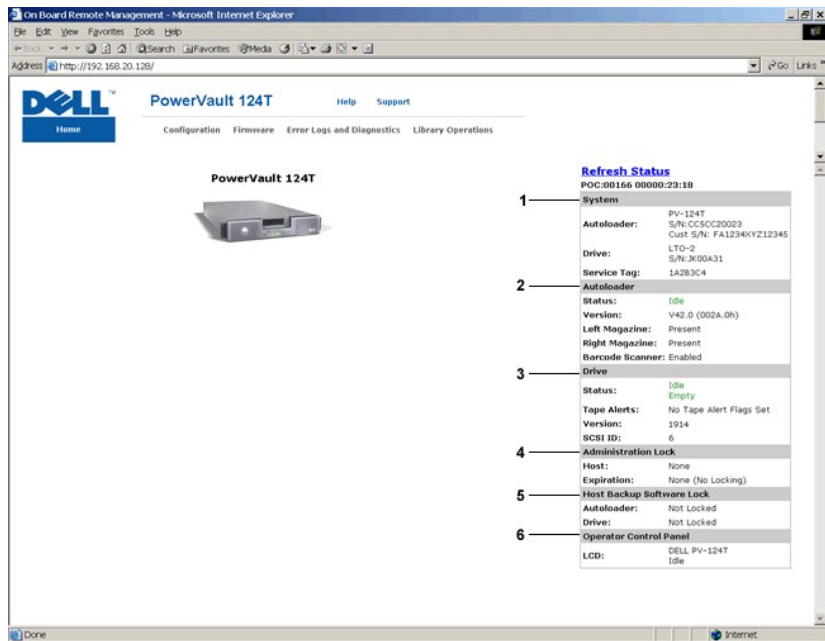 On Board Remote Management - Microsoft Internet Explorer
File Edit View Favorites Tools Help
Back Search Favorites Media
Address http://192.168.20.128/ Go Links »
DELL™ PowerVault 124T Help Support
Home Configuration Firmware Error Logs and Diagnostics Library Operations
PowerVault 124T
Refresh Status
POC:00166 00000:23:18
1 System
Autoloader: PV-124T
S/N:CC5CC20023
Cust S/N: FA1234XYZ12345
Drive: LTO-2
S/N:JK00A31
Service Tag: 1A2B3C4
2 Autoloader
Status: Idle
Version: V42.0 (002A.0h)
Left Magazine: Present
Right Magazine: Present
Barcode Scanner: Enabled
3 Drive
Status: Idle
Empty
Tape Alerts: No Tape Alert Flags Set
Version: 1914
SCSI ID: 6
4 Administration Lock
Host: None
Expiration: None (No Locking)
5 Host Backup Software Lock
Autoloader: Not Locked
Drive: Not Locked
6 Operator Control Panel
LCD: DELL PV-124T
Idle
Done Internet